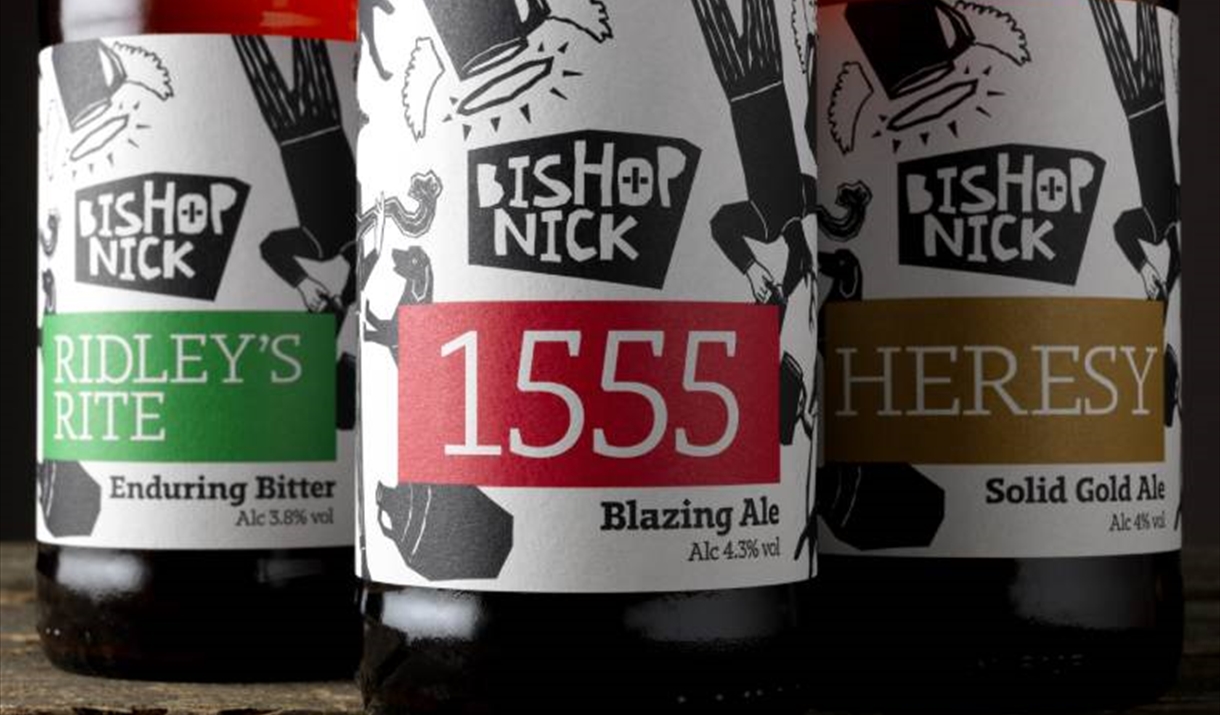 BISHOP
NICK
RIDLEY'S
RITE
Enduring Bitter
Alc 3.8% vol
BISHOP
NICK
1555
Blazing Ale
Alc 4.3% vol
BISHOP
NICK
HERESY
Solid Gold Ale
Alc 4% vol